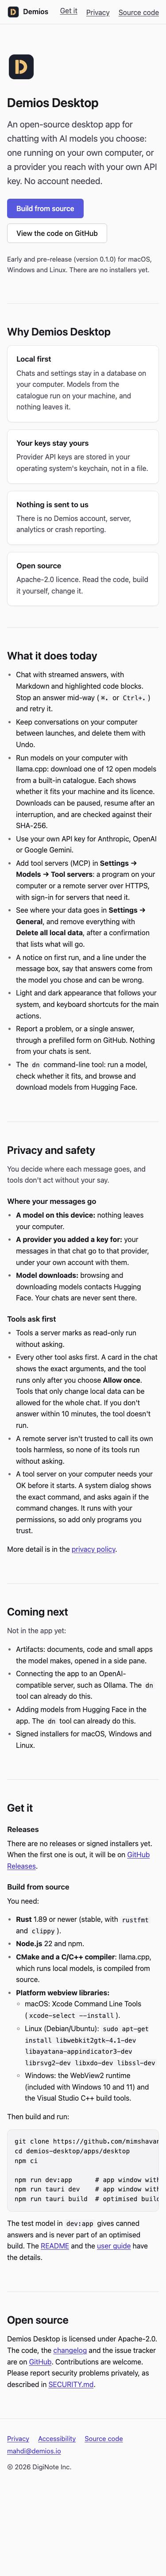 Demios
Get it
Privacy
Source code
Demios Desktop
An open-source desktop app for
chatting with AI models you choose:
one running on your own computer, or
a provider you reach with your own API
key. No account needed.
Build from source
View the code on GitHub
Early and pre-release (version 0.1.0) for macOS,
Windows and Linux. There are no installers yet.
Why Demios Desktop
Local first
Chats and settings stay in a database on
your computer. Models from the
catalogue run on your machine, and
nothing leaves it.
Your keys stay yours
Provider API keys are stored in your
operating system's keychain, not in a file.
Nothing is sent to us
There is no Demios account, server,
analytics or crash reporting.
Open source
Apache-2.0 licence. Read the code, build
it yourself, change it.
What it does today
• Chat with streamed answers, with
Markdown and highlighted code blocks.
Stop an answer mid-way ( ⌘. or Ctrl+. )
and retry it.
• Keep conversations on your computer
between launches, and delete them with
Undo.
• Run models on your computer with
llama.cpp: download one of 12 open models
from a built-in catalogue. Each shows
whether it fits your machine and its licence.
Downloads can be paused, resume after an
interruption, and are checked against their
SHA-256.
• Use your own API key for Anthropic, OpenAI
or Google Gemini.
• Add tool servers (MCP) in Settings →
Models → Tool servers: a program on your
computer or a remote server over HTTPS,
with sign-in for servers that need it.
• See where your data goes in Settings →
General, and remove everything with
Delete all local data, after a confirmation
that lists what will go.
• A notice on first run, and a line under the
message box, say that answers come from
the model you chose and can be wrong.
• Light and dark appearance that follows your
system, and keyboard shortcuts for the main
actions.
• Report a problem, or a single answer,
through a prefilled form on GitHub. Nothing
from your chats is sent.
• The dn command-line tool: run a model,
check whether it fits, and browse and
download models from Hugging Face.
Privacy and safety
You decide where each message goes, and
tools don't act without your say.
Where your messages go
• A model on this device: nothing leaves
your computer.
• A provider you added a key for: your
messages in that chat go to that provider,
under your own account with them.
• Model downloads: browsing and
downloading models contacts Hugging
Face. Your chats are never sent there.
Tools ask first
• Tools a server marks as read-only run
without asking.
• Every other tool asks first. A card in the chat
shows the exact arguments, and the tool
runs only after you choose Allow once.
Tools that only change local data can be
allowed for the whole chat. If you don't
answer within 10 minutes, the tool doesn't
run.
• A remote server isn't trusted to call its own
tools harmless, so none of its tools run
without asking.
• A tool server on your computer needs your
OK before it starts. A system dialog shows
the exact command, and asks again if the
command changes. It runs with your
permissions, so add only programs you
trust.
More detail is in the privacy policy.
Coming next
Not in the app yet:
• Artifacts: documents, code and small apps
the model makes, opened in a side pane.
• Connecting the app to an OpenAI-
compatible server, such as Ollama. The dn
tool can already do this.
• Adding models from Hugging Face in the
app. The dn tool can already do this.
• Signed installers for macOS, Windows and
Linux.
Get it
Releases
There are no releases or signed installers yet.
When the first one is out, it will be on GitHub
Releases.
Build from source
You need:
• Rust 1.89 or newer (stable, with rustfmt
and clippy ).
• Node.js 22 and npm.
• CMake and a C/C++ compiler: llama.cpp,
which runs local models, is compiled from
source.
• Platform webview libraries:
◦ macOS: Xcode Command Line Tools
( xcode-select --install ).
◦ Linux (Debian/Ubuntu): sudo apt-get
install libwebkit2gtk-4.1-dev
libayatana-appindicator3-dev
librsvg2-dev libxdo-dev libssl-dev
◦ Windows: the WebView2 runtime
(included with Windows 10 and 11) and
the Visual Studio C++ build tools.
Then build and run:
git clone https://github.com/mimshavan
cd demios-desktop/apps/desktop
npm ci
npm run dev:app # app window with
npm run tauri dev # app window with
npm run tauri build # optimised build
The test model in dev:app gives canned
answers and is never part of an optimised
build. The README and the user guide have
the details.
Open source
Demios Desktop is licensed under Apache-2.0.
The code, the changelog and the issue tracker
are on GitHub. Contributions are welcome.
Please report security problems privately, as
described in SECURITY.md.
Privacy
Accessibility
Source code
mahdi@demios.io
© 2026 DigiNote Inc.